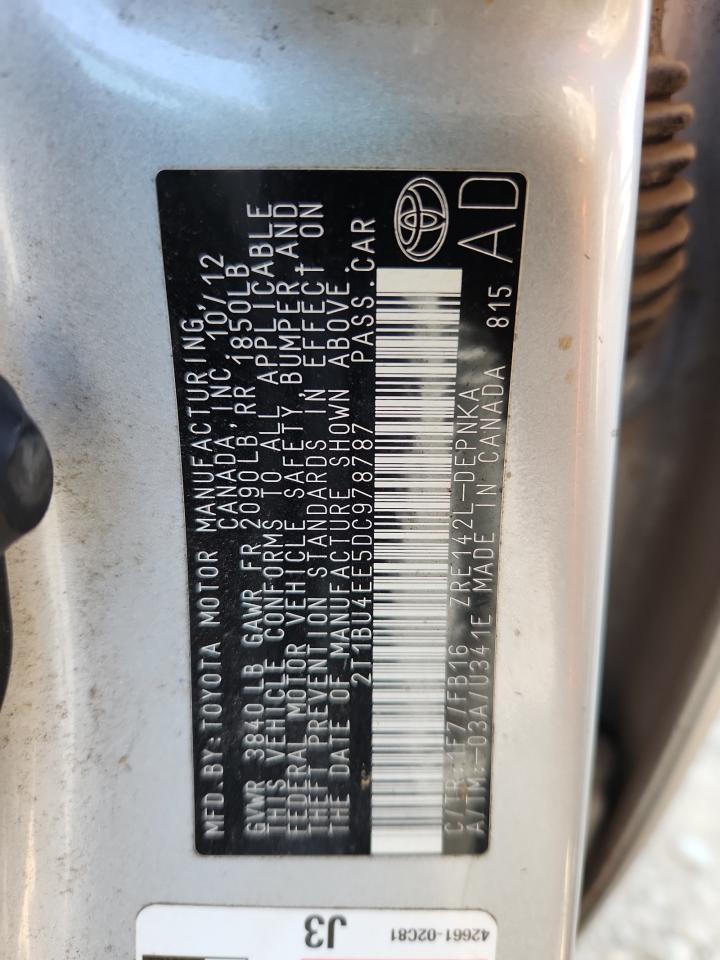 MFD.BY:TOYOTA MOTOR MANUFACTURING,
CANADA, INC. 10/12
GVWR 3840LB GAWR FR 2090LB, RR 1850LB
THIS VEHICLE CONFORMS TO ALL APPLICABLE
FEDERAL MOTOR VEHICLE SAFETY, BUMPER, AND
THEFT PREVENTION STANDARDS IN EFFECT ON
THE DATE OF MANUFACTURE SHOWN ABOVE.
2T1BU4EE5DC978787 PASS.CAR
C/TR: 1F7/FB16 ZRE142L-DEPNKA
A/TM:-03A/U341E MADE IN CANADA 815
AD
J3
42661-02C81